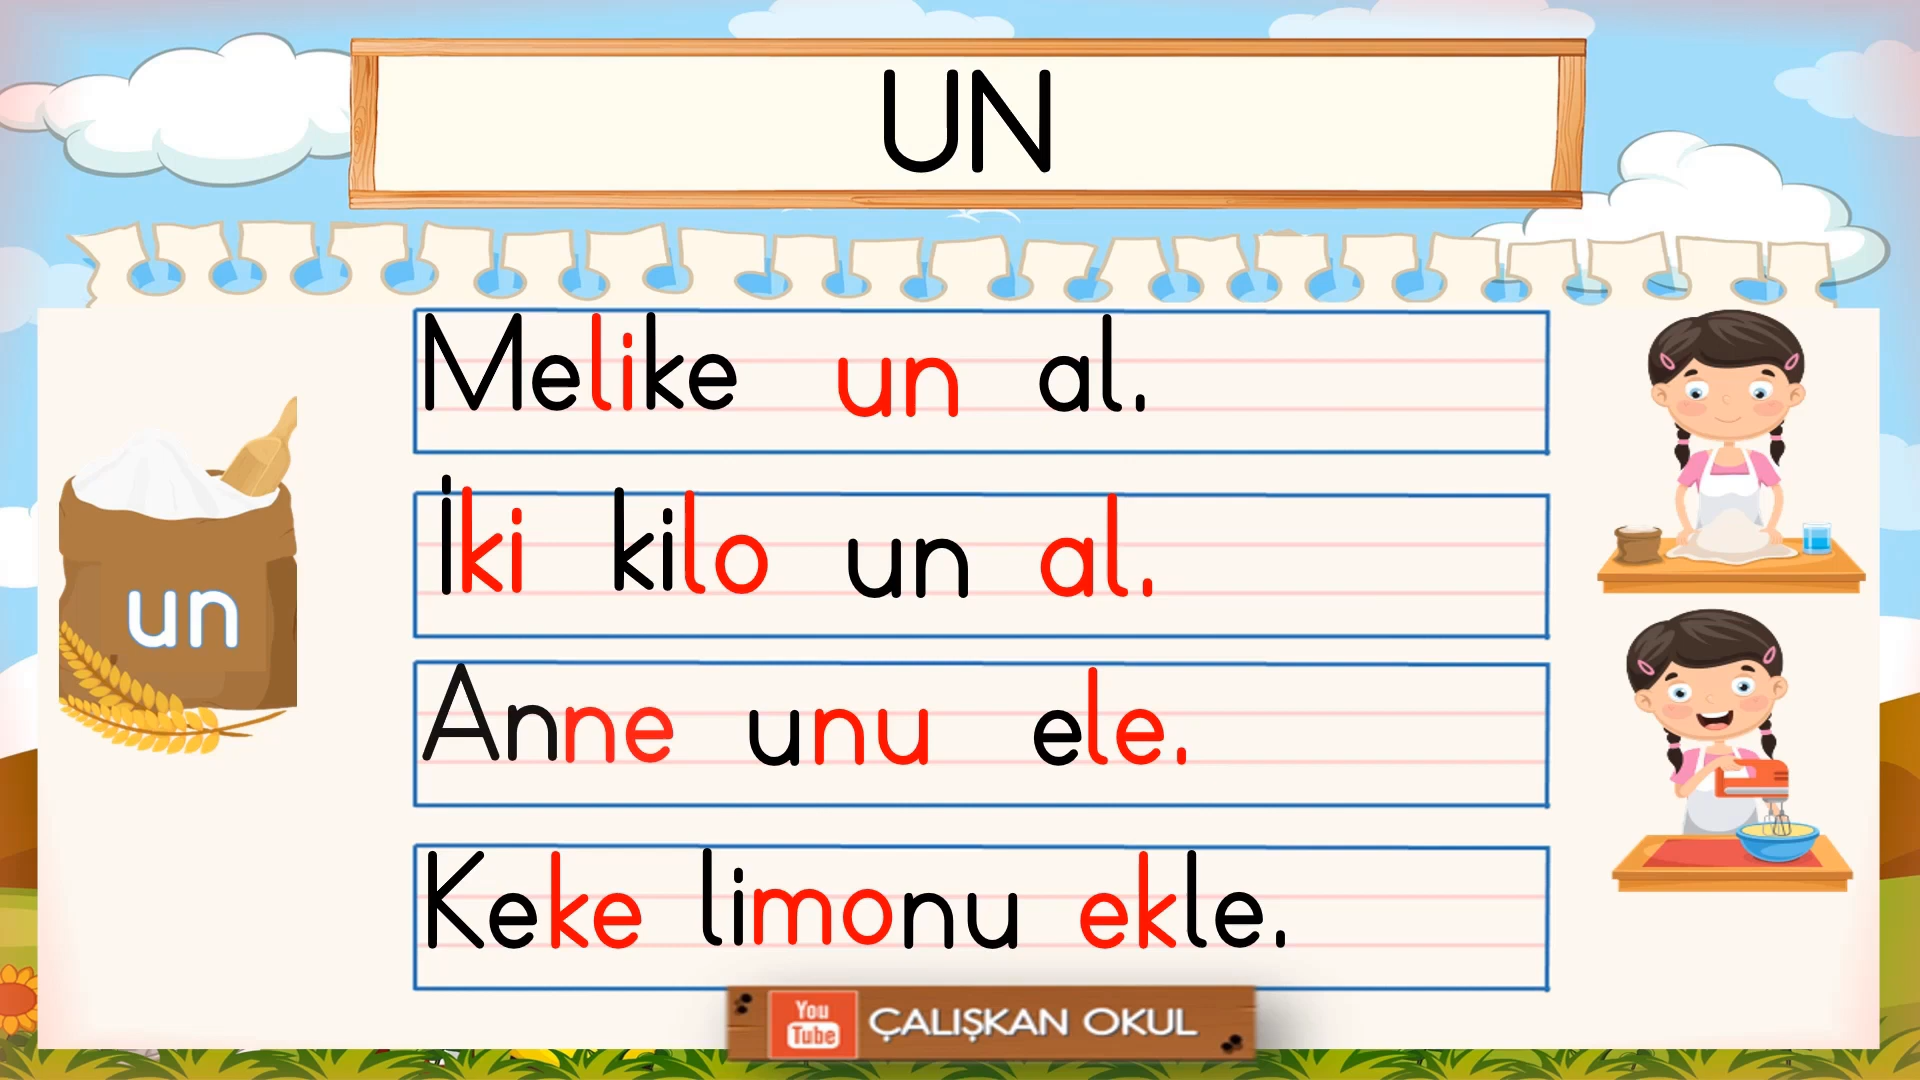 UN
Melike un al.
İki kilo un al.
Anne unu ele.
Keke limonu ekle.
un
You Tube ÇALIŞKAN OKUL